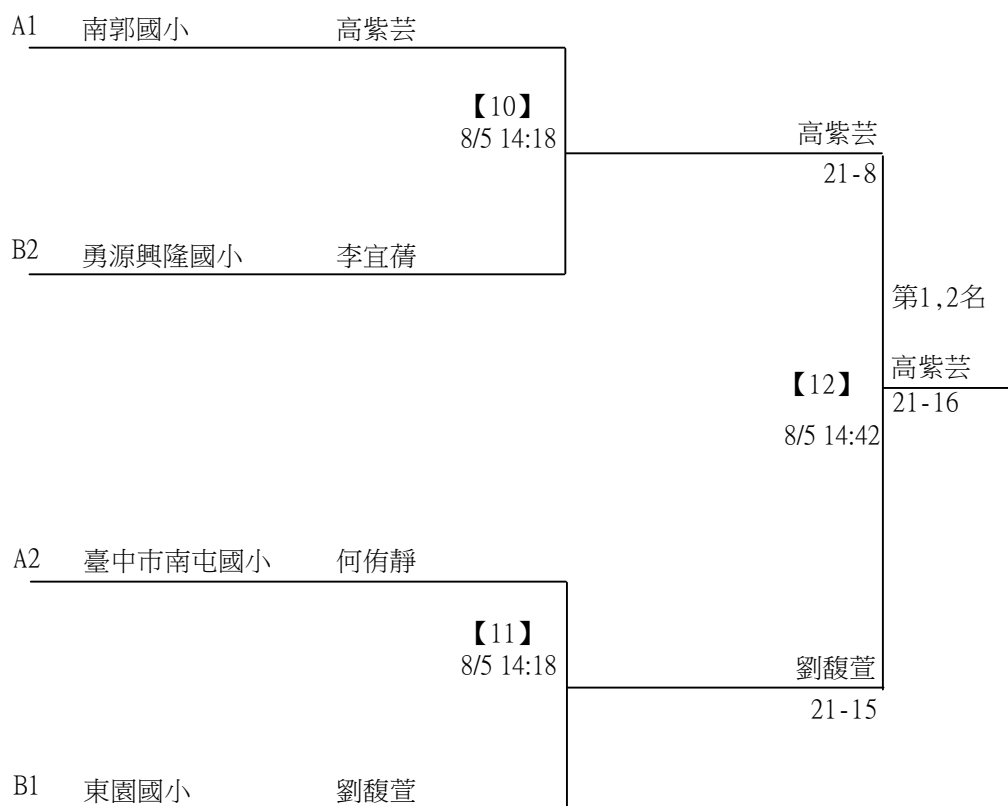 A1 南郭國小 高紫芸
【10】
8/5 14:18
高紫芸
21-8
B2 勇源興隆國小 李宜蒨
第1,2名
高紫芸
【12】
21-16
8/5 14:42
A2 臺中市南屯國小 何侑靜
【11】
8/5 14:18
劉馥萱
21-15
B1 東園國小 劉馥萱